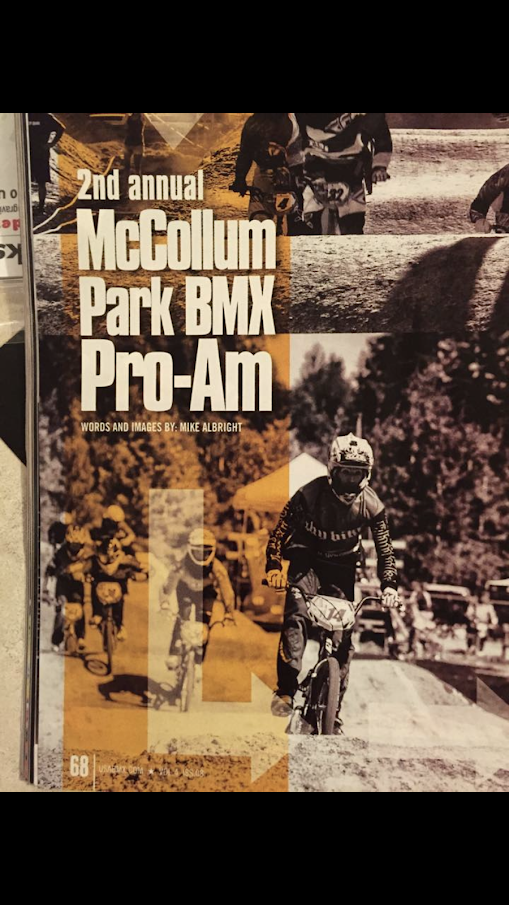 2nd annual
McCollum
Park BMX
Pro-Am
WORDS AND IMAGES BY: MIKE ALBRIGHT
68